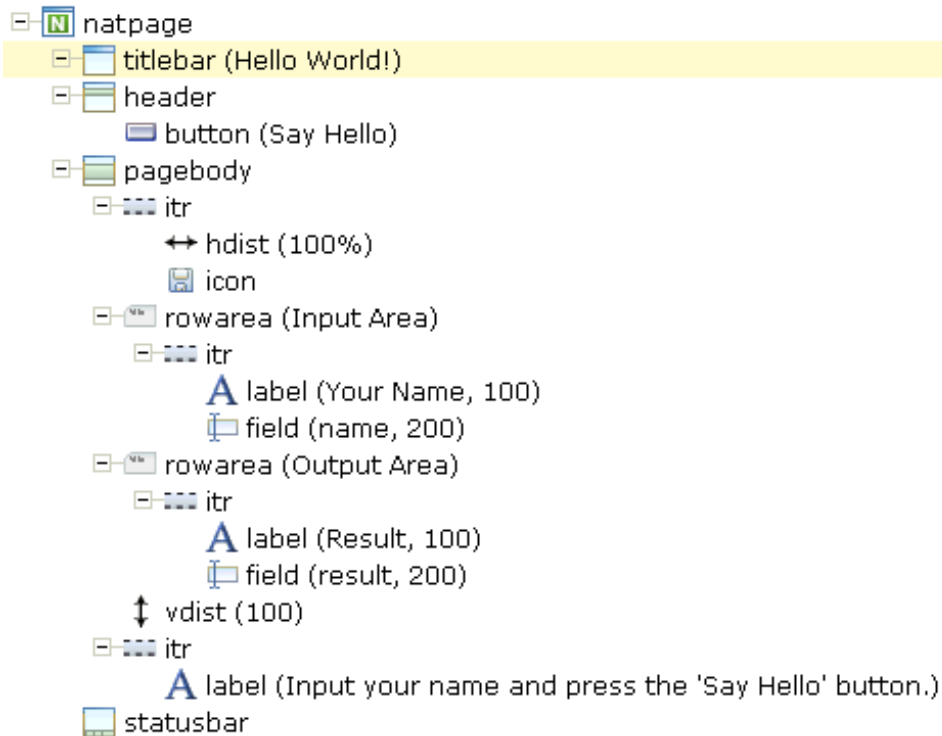 natpage
titlebar (Hello World!)
header
button (Say Hello)
pagebody
itr
hdist (100%)
icon
rowarea (Input Area)
itr
label (Your Name, 100)
field (name, 200)
rowarea (Output Area)
itr
label (Result, 100)
field (result, 200)
vdist (100)
itr
label (Input your name and press the 'Say Hello' button.)
statusbar